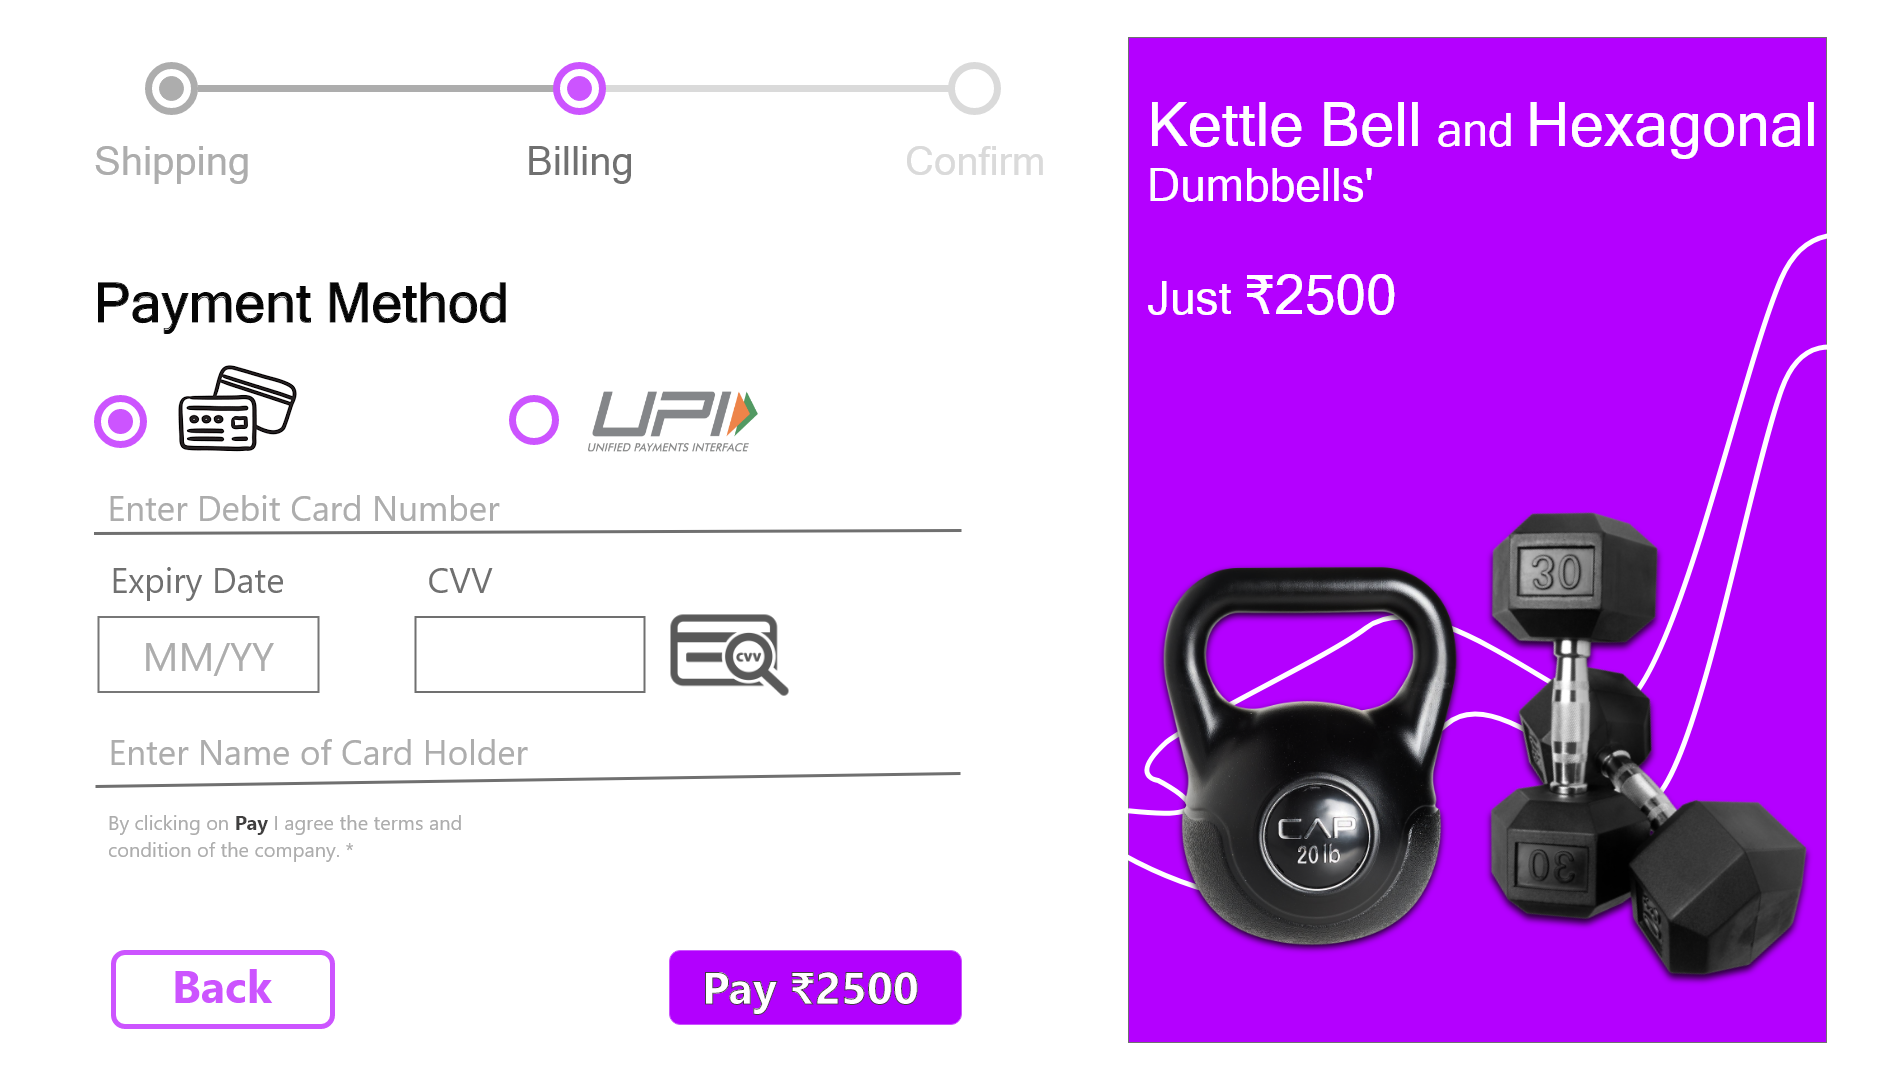 Shipping
Billing
Confirm
Payment Method
UPI
UNIFIED PAYMENTS INTERFACE
Enter Debit Card Number
Expiry Date
CVV
MM/YY
CVV
Enter Name of Card Holder
By clicking on Pay I agree the terms and
condition of the company. *
Back
Pay ₹2500
Kettle Bell and Hexagonal
Dumbbells'
Just ₹2500
30
CAP
20 lb
30